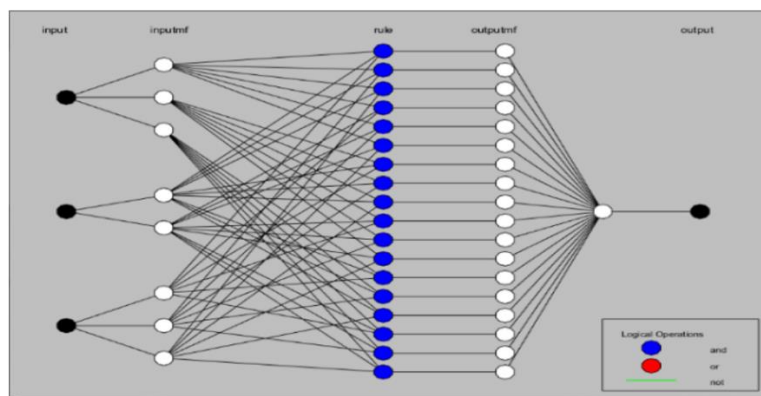 input inputmf rule outputmf output
Logical Operations
and
or
not